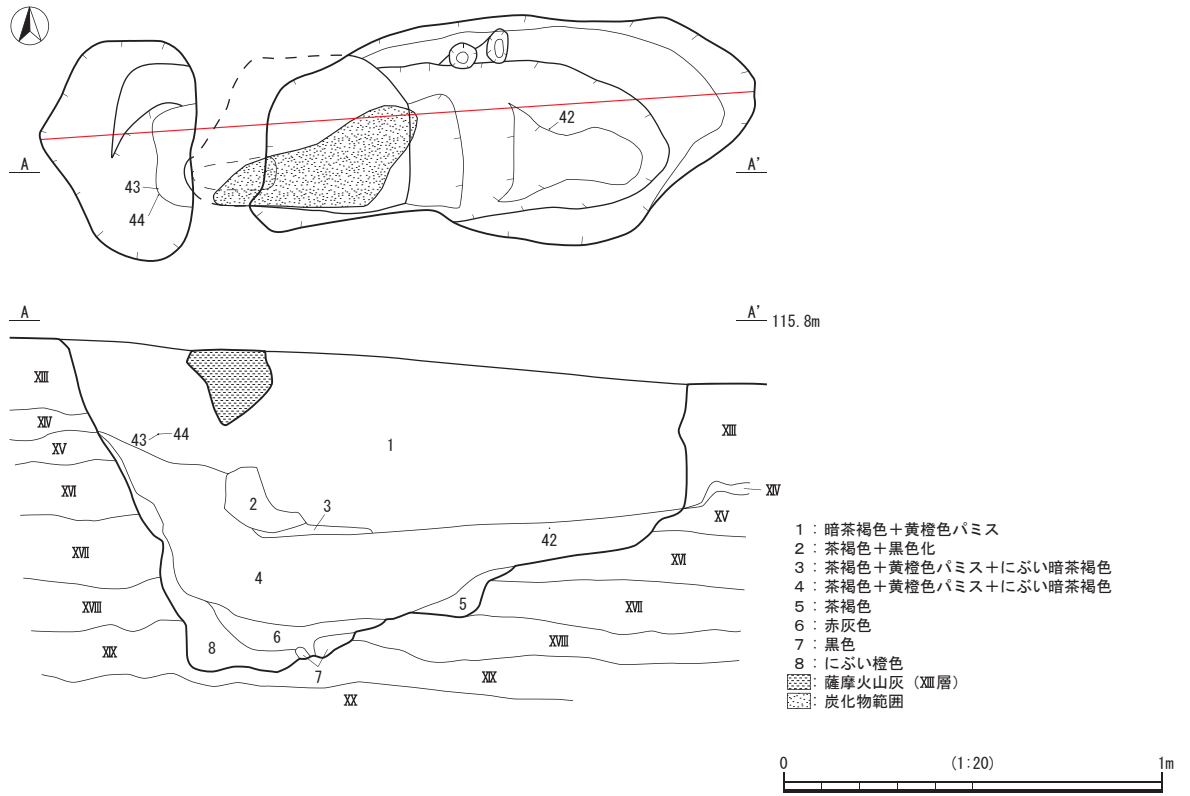 42
A
A'
43
44
A
A'
115.8m
ⅩⅢ
ⅩⅣ
ⅩⅤ
ⅩⅥ
ⅩⅦ
ⅩⅧ
ⅩⅨ
ⅩⅩ
43
44
1
2
3
42
4
5
6
7
8
ⅩⅢ
ⅩⅣ
ⅩⅤ
ⅩⅥ
ⅩⅦ
ⅩⅧ
ⅩⅨ
1：暗茶褐色＋黄橙色パミス
2：茶褐色＋黒色化
3：茶褐色＋黄橙色パミス＋にぶい暗茶褐色
4：茶褐色＋黄橙色パミス＋にぶい暗茶褐色
5：茶褐色
6：赤灰色
7：黒色
8：にぶい橙色
：薩摩火山灰（ⅩⅢ層）
：炭化物範囲
0 (1:20) 1m